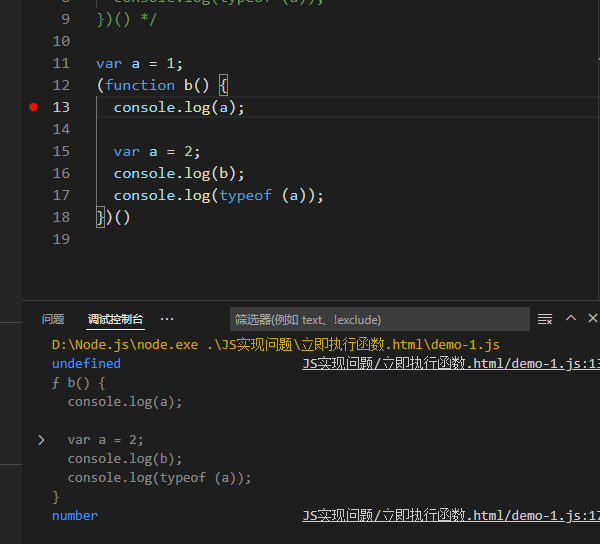 8 console.log(typeof (a));
9 })() */
10
11 var a = 1;
12 (function b() {
13 console.log(a);
14
15 var a = 2;
16 console.log(b);
17 console.log(typeof (a));
18 })()
19
问题 调试控制台 ··· 筛选器(例如 text、!exclude)
D:\Node.js\node.exe .\JS实现问题\立即执行函数.html\demo-1.js
undefined JS实现问题/立即执行函数.html/demo-1.js:13
ƒ b() {
console.log(a);
var a = 2;
console.log(b);
console.log(typeof (a));
}
number JS实现问题/立即执行函数.html/demo-1.js:17